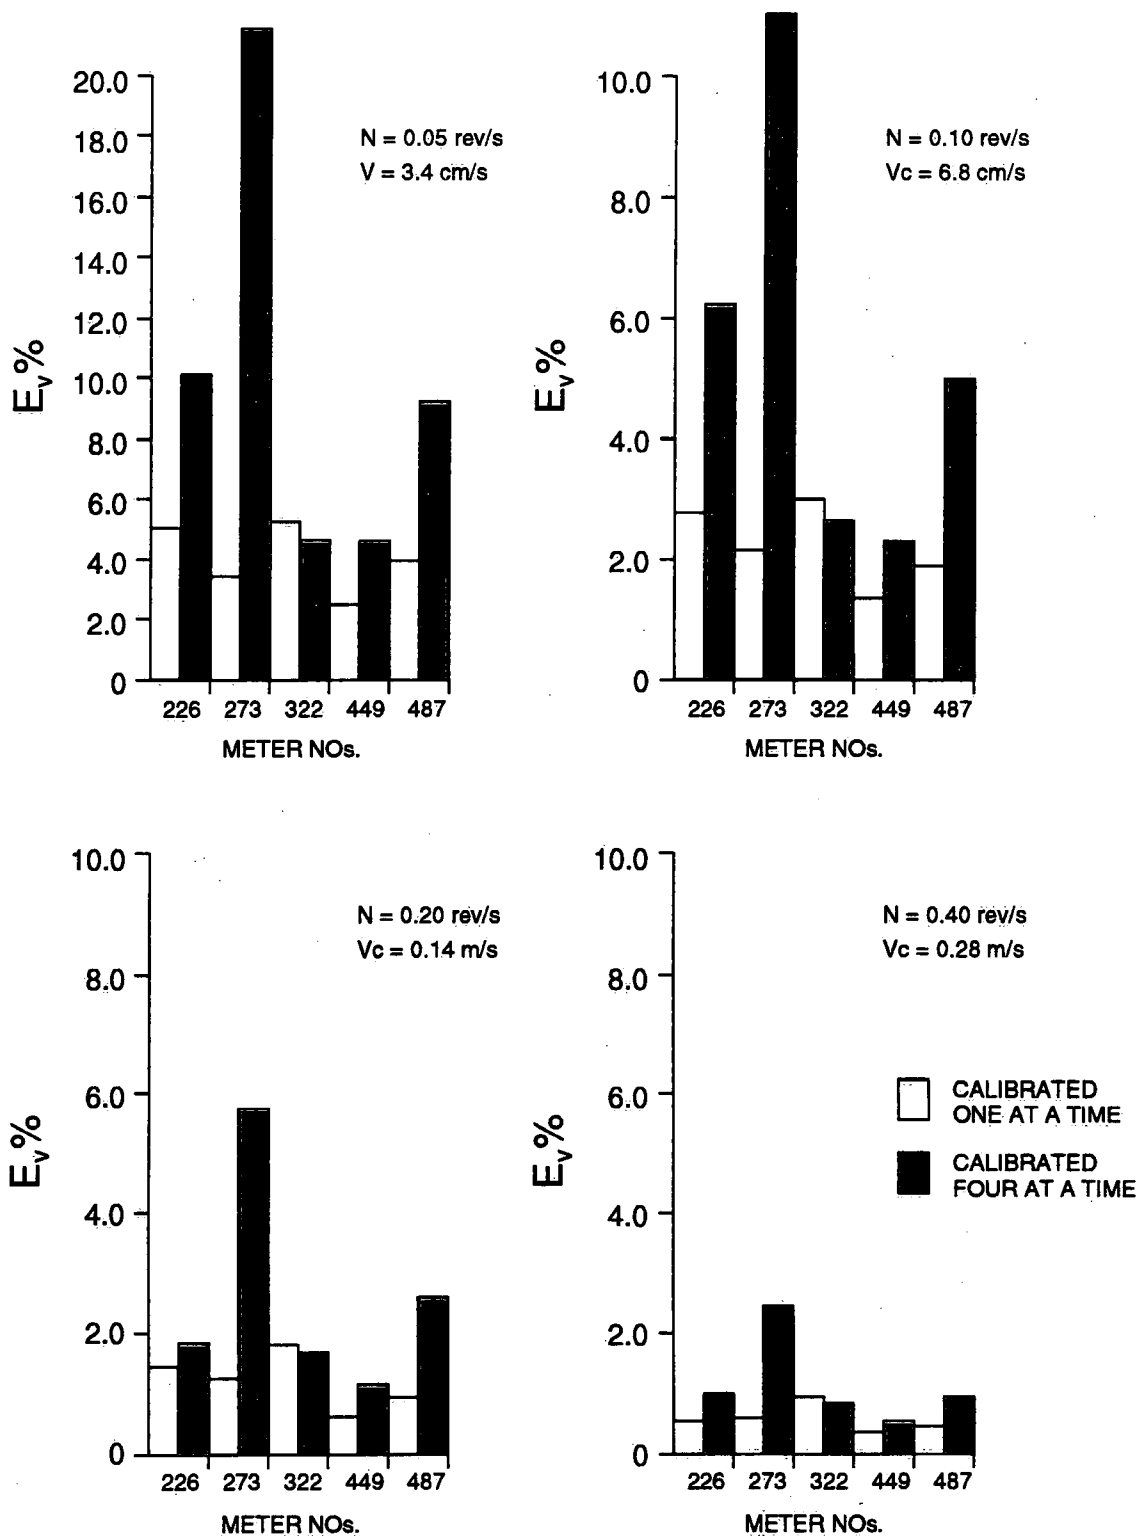 20.0
18.0
16.0
14.0
12.0
10.0
8.0
6.0
4.0
2.0
0
Ev%
N = 0.05 rev/s
V = 3.4 cm/s
226 273 322 449 487
METER NOs.
10.0
8.0
6.0
4.0
2.0
0
Ev%
N = 0.10 rev/s
Vc = 6.8 cm/s
226 273 322 449 487
METER NOs.
10.0
8.0
6.0
4.0
2.0
0
Ev%
N = 0.20 rev/s
Vc = 0.14 m/s
226 273 322 449 487
METER NOs.
10.0
8.0
6.0
4.0
2.0
0
Ev%
N = 0.40 rev/s
Vc = 0.28 m/s
CALIBRATED
ONE AT A TIME
CALIBRATED
FOUR AT A TIME
226 273 322 449 487
METER NOs.